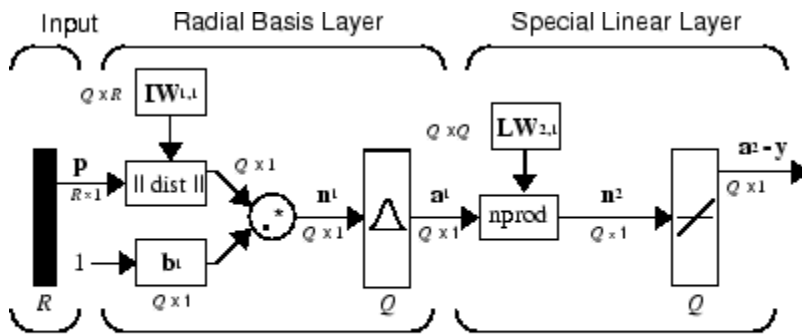 Input Radial Basis Layer Special Linear Layer
Q×R IW1,1
Q×Q LW2,1
p
R×1
|| dist ||
Q×1
.*
n1
Q×1
a1
Q×1
nprod
n2
Q×1
a2-y
Q×1
1
b1
Q×1
R Q Q